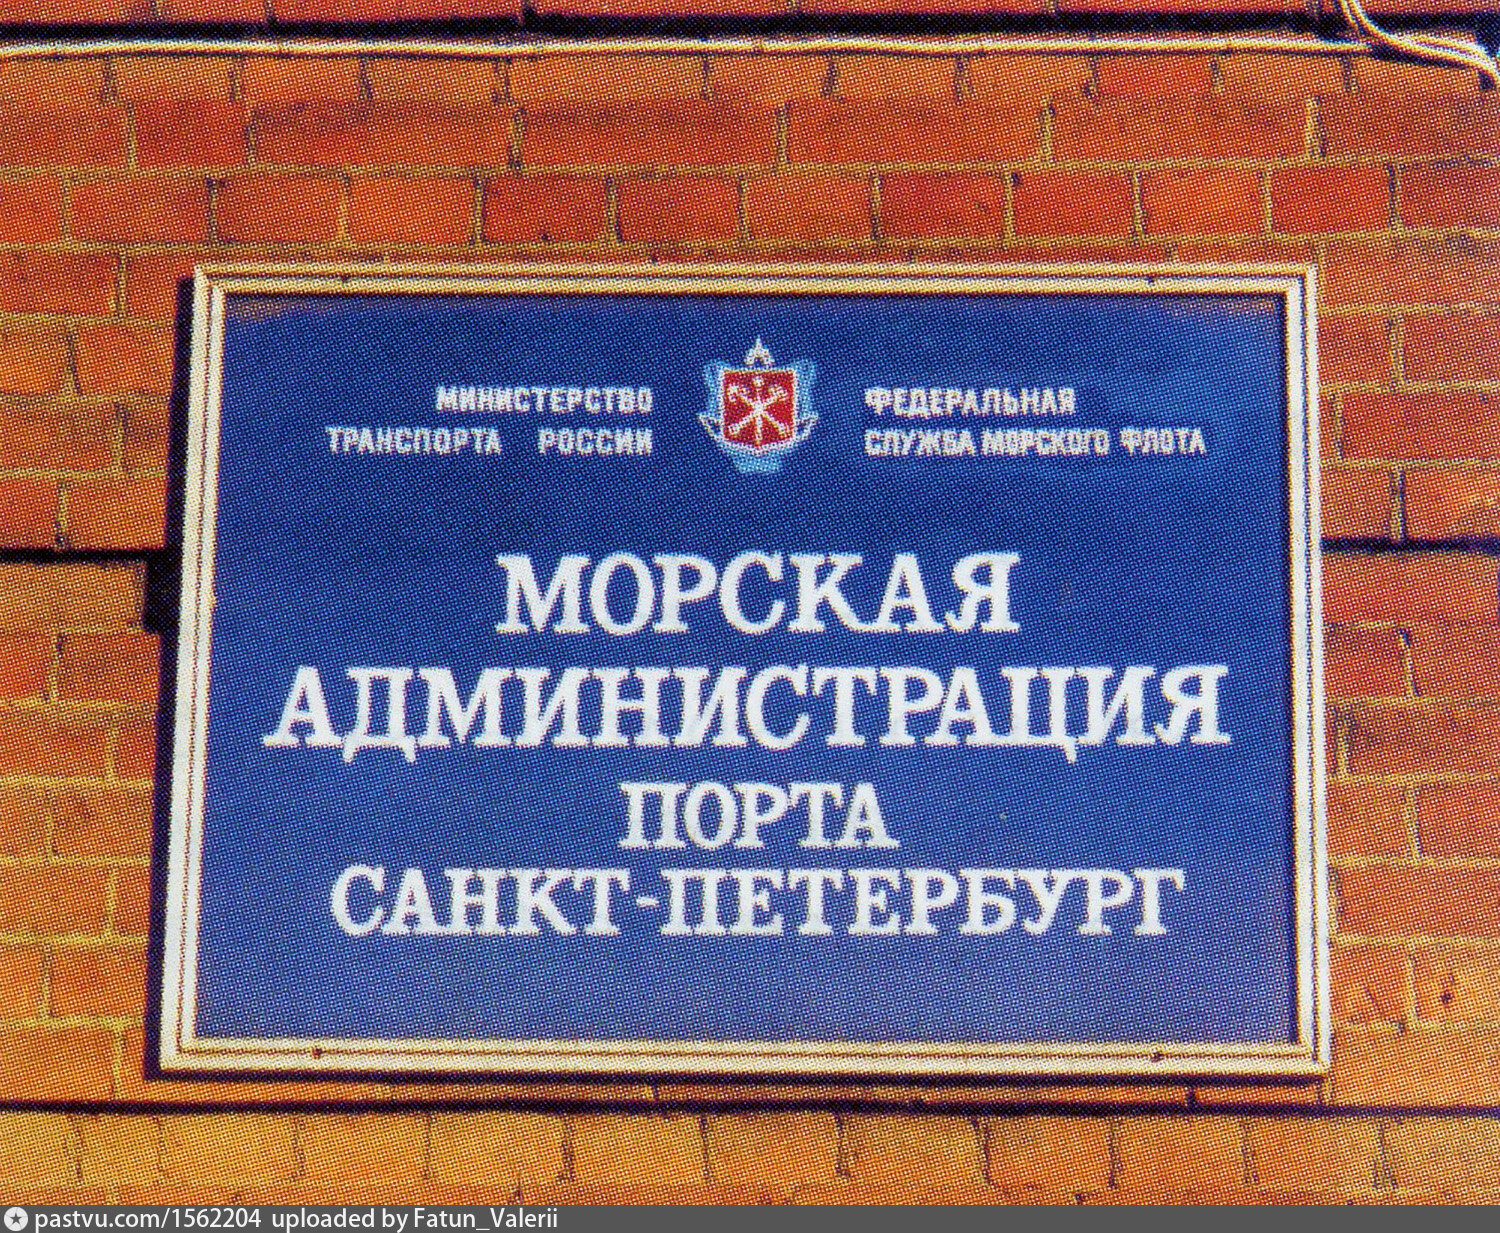 МИНИСТЕРСТВО
ТРАНСПОРТА РОССИИ
ФЕДЕРАЛЬНАЯ
СЛУЖБА МОРСКОГО ФЛОТА
МОРСКАЯ
АДМИНИСТРАЦИЯ
ПОРТА
САНКТ-ПЕТЕРБУРГ
pastvu.com/1562204 uploaded by Fatun_Valerii